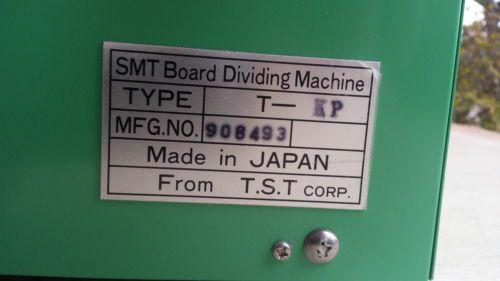 SMT Board Dividing Machine
TYPE T— KP
MFG.NO. 908493
Made in JAPAN
From T.S.T CORP.